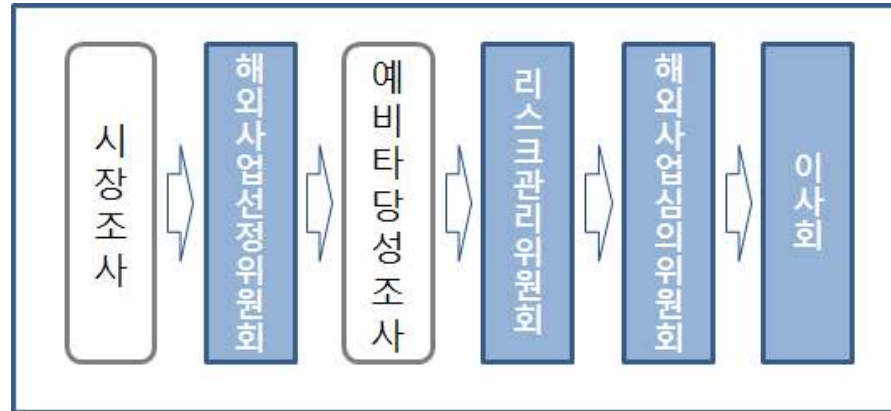 시장조사
해외사업선정위원회
예비타당성조사
리스크관리위원회
해외사업심의위원회
이사회